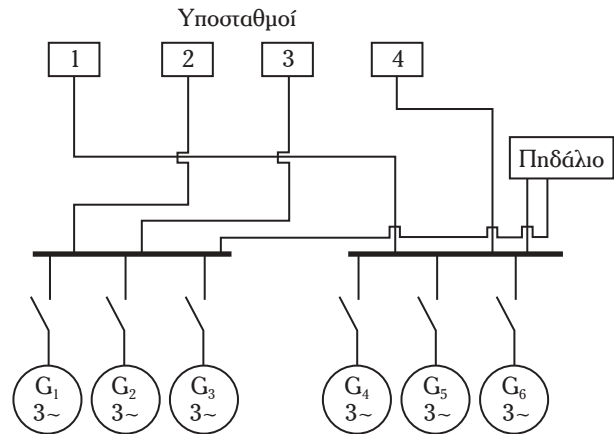 Υποσταθμοί
1 2 3 4
Πηδάλιο
G₁ G₂ G₃ G₄ G₅ G₆
3~ 3~ 3~ 3~ 3~ 3~